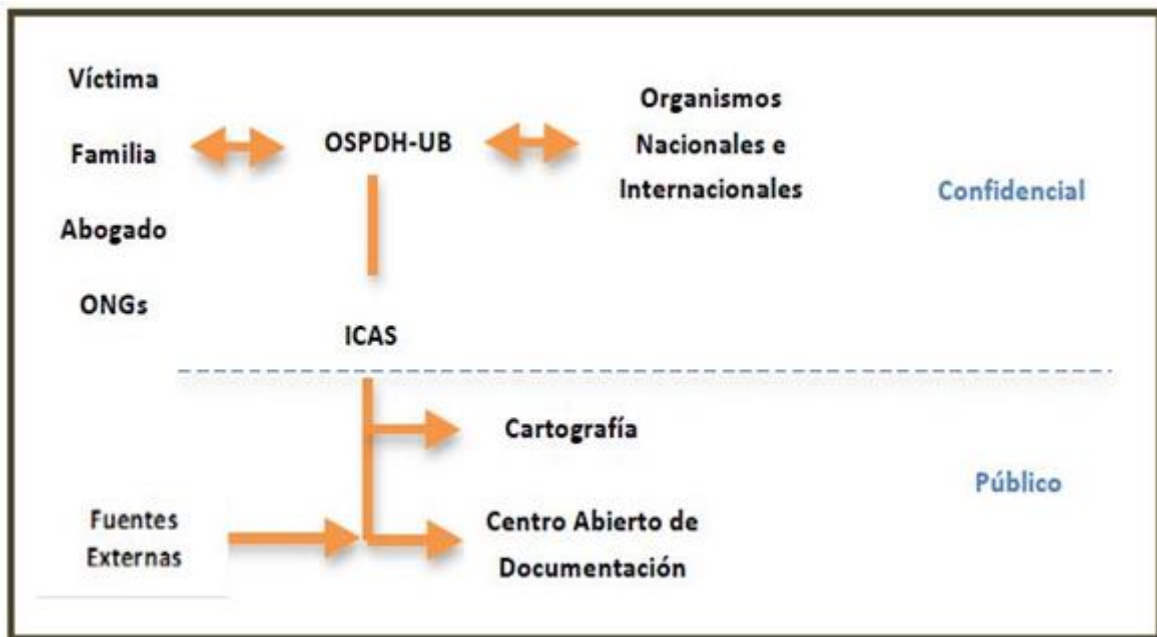 Víctima
Familia
Abogado
ONGs
OSPDH-UB
Organismos
Nacionales e
Internacionales
Confidencial
ICAS
Cartografía
Público
Fuentes
Externas
Centro Abierto de
Documentación